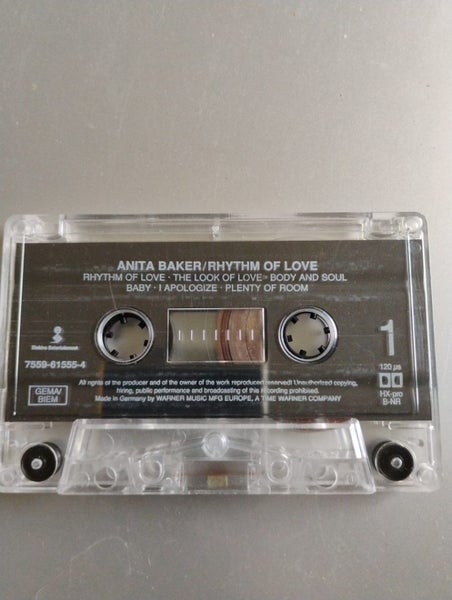 ANITA BAKER/RHYTHM OF LOVE
RHYTHM OF LOVE · THE LOOK OF LOVE · BODY AND SOUL
BABY · I APOLOGIZE · PLENTY OF ROOM
Elektra Entertainment
7559-61555-4
1
120 µs
HX-pro
B-NR
GEMA/
BIEM
All rights of the producer and of the owner of the work reproduced reserved! Unauthorized copying,
hiring, public performance and broadcasting of this recording prohibited.
Made in Germany by WARNER MUSIC MFG EUROPE, A TIME WARNER COMPANY